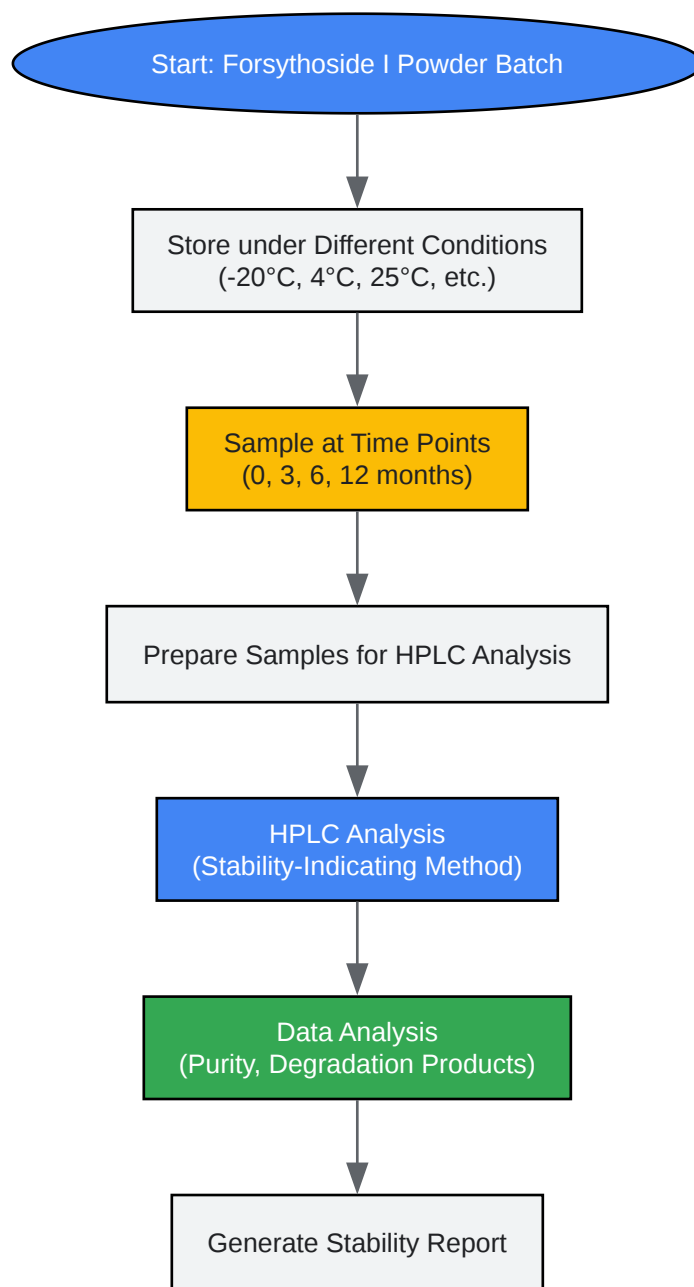 Start: Forsythoside I Powder Batch
Store under Different Conditions
(-20°C, 4°C, 25°C, etc.)
Sample at Time Points
(0, 3, 6, 12 months)
Prepare Samples for HPLC Analysis
HPLC Analysis
(Stability-Indicating Method)
Data Analysis
(Purity, Degradation Products)
Generate Stability Report